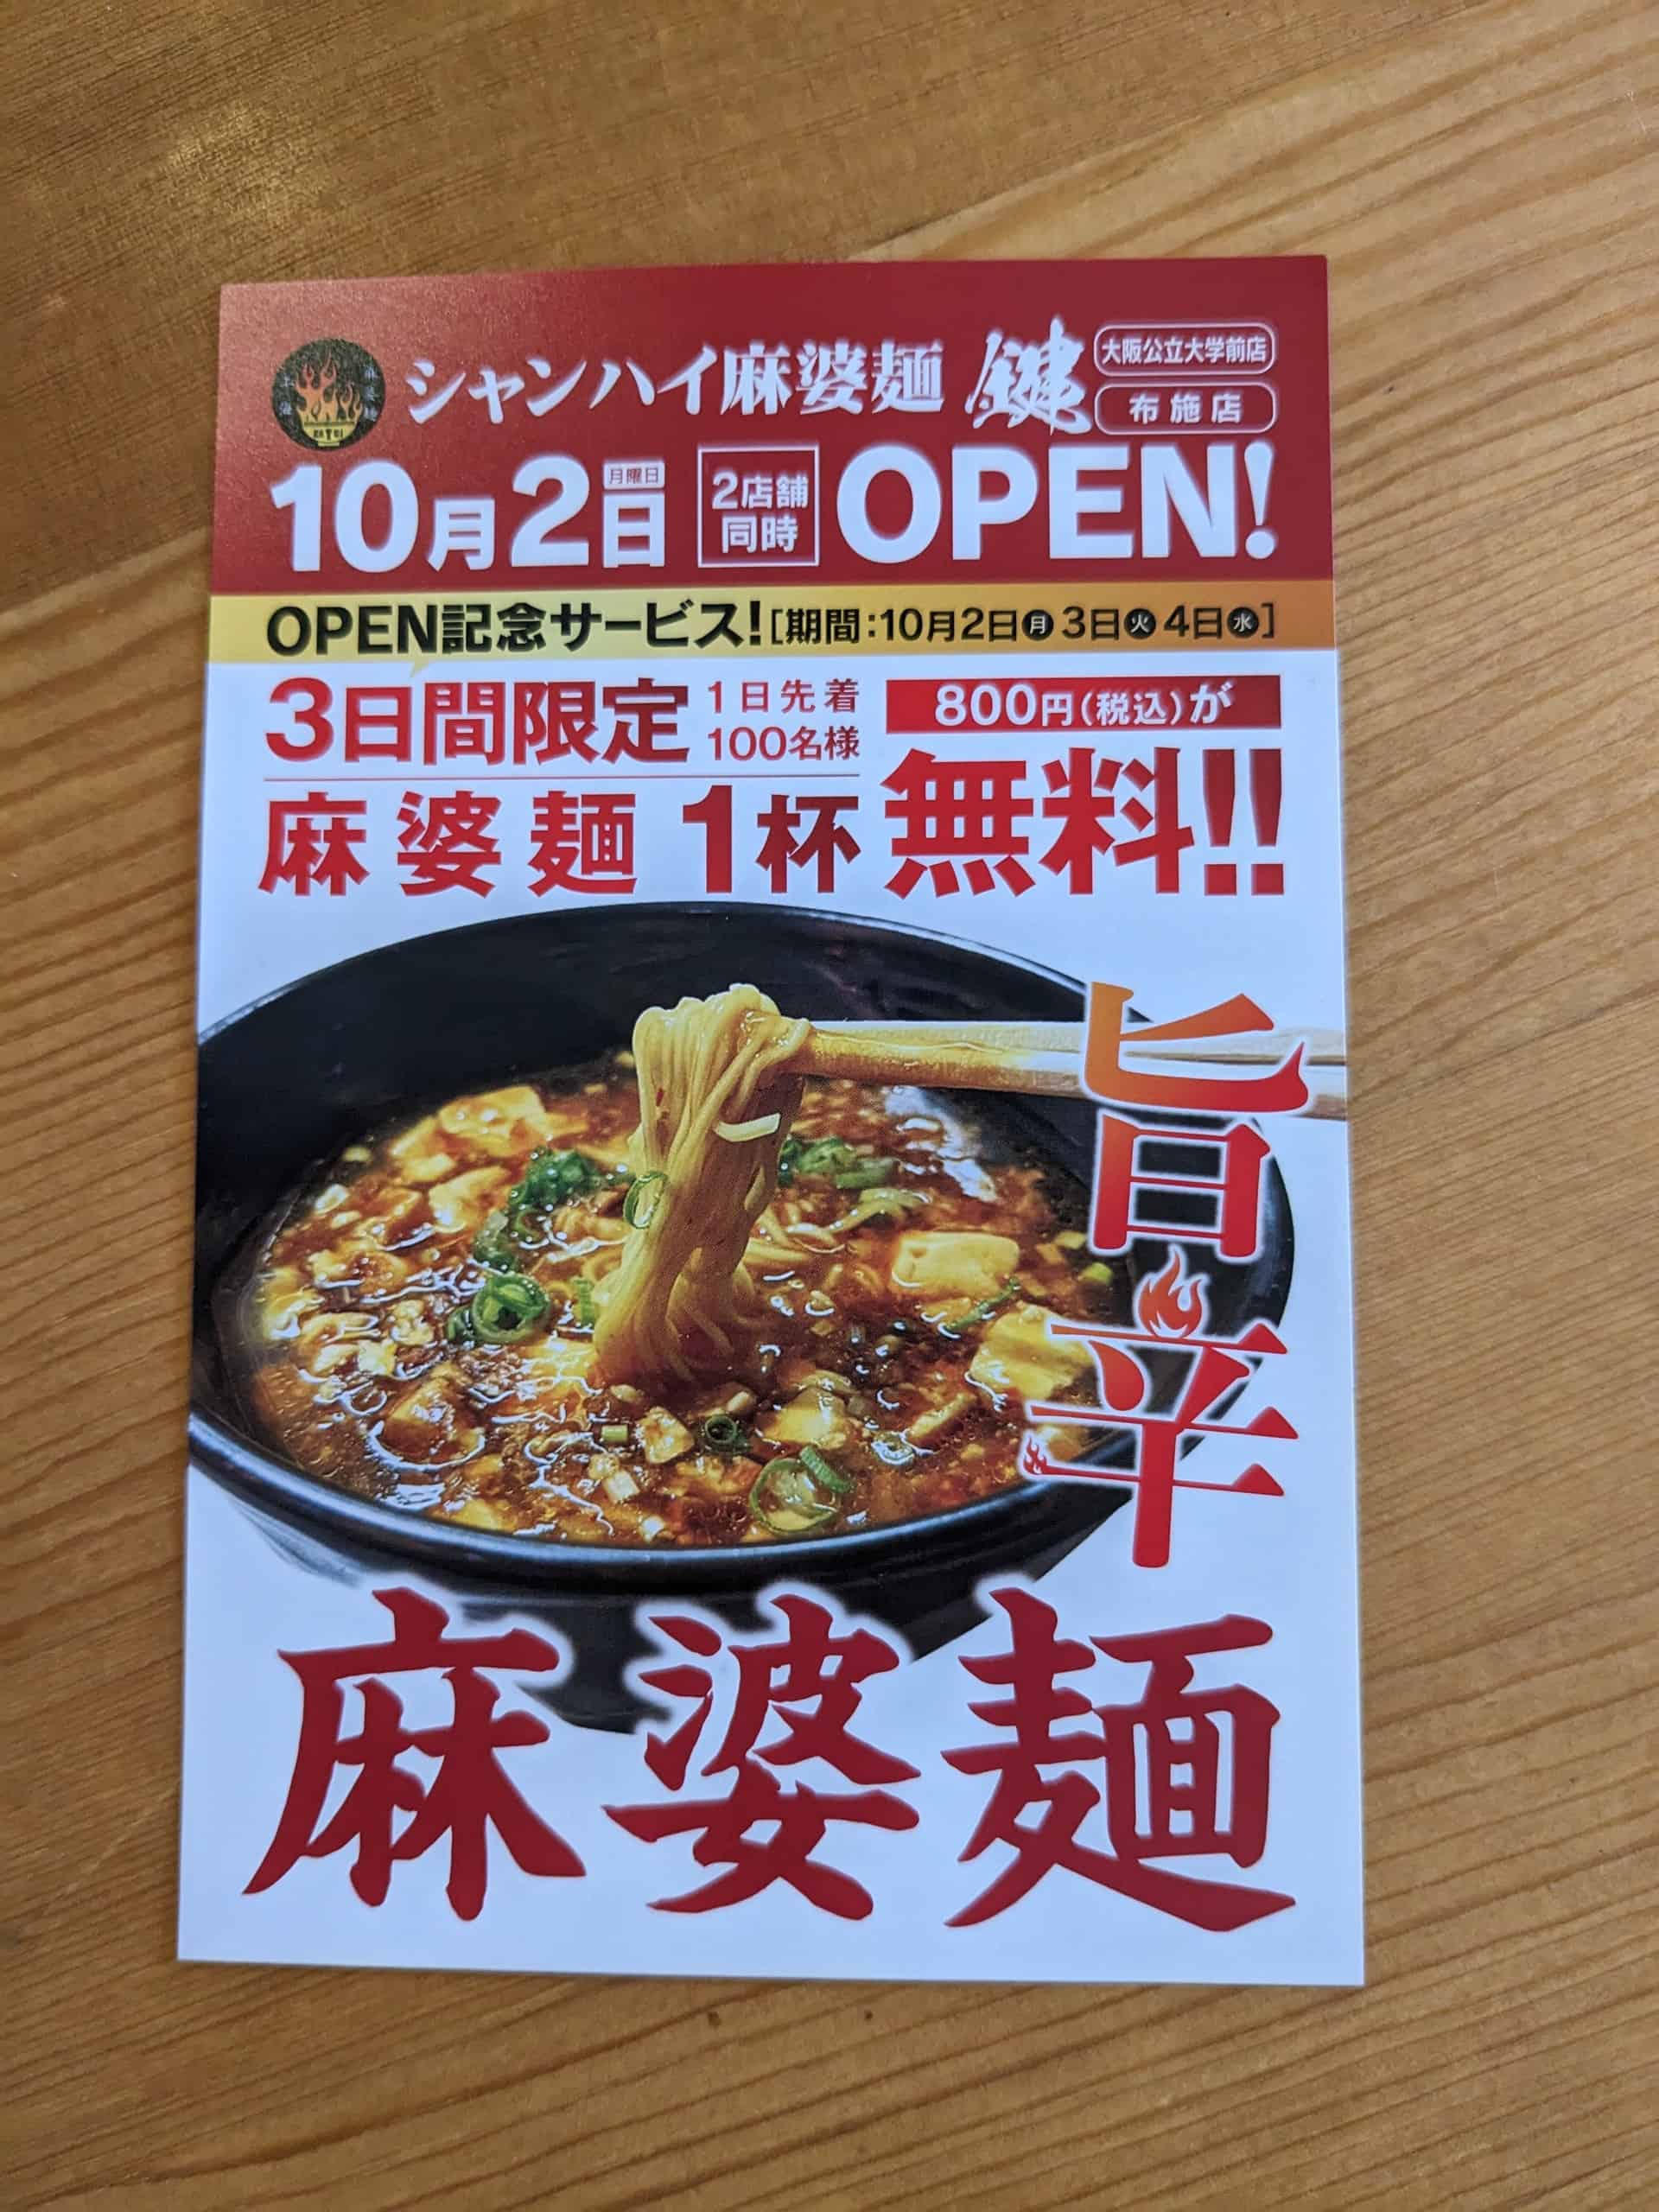 シャンハイ麻婆麺 鍵
大阪公立大学前店
布施店
10月2日 月曜日 2店舗同時 OPEN!
OPEN記念サービス![期間:10月2日月3日火4日水]
3日間限定 1日先着100名様
麻婆麺 1杯
800円(税込)が
無料!!
旨辛
麻婆麺